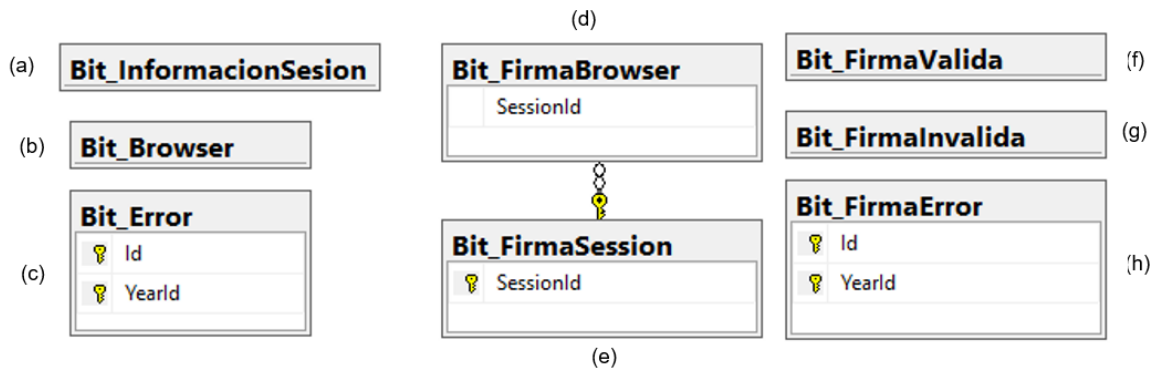 (a)
Bit_InformacionSesion
(b)
Bit_Browser
(c)
Bit_Error
Id
YearId
(d)
Bit_FirmaBrowser
SessionId
Bit_FirmaSession
SessionId
(e)
Bit_FirmaValida
(f)
Bit_FirmaInvalida
(g)
Bit_FirmaError
Id
YearId
(h)